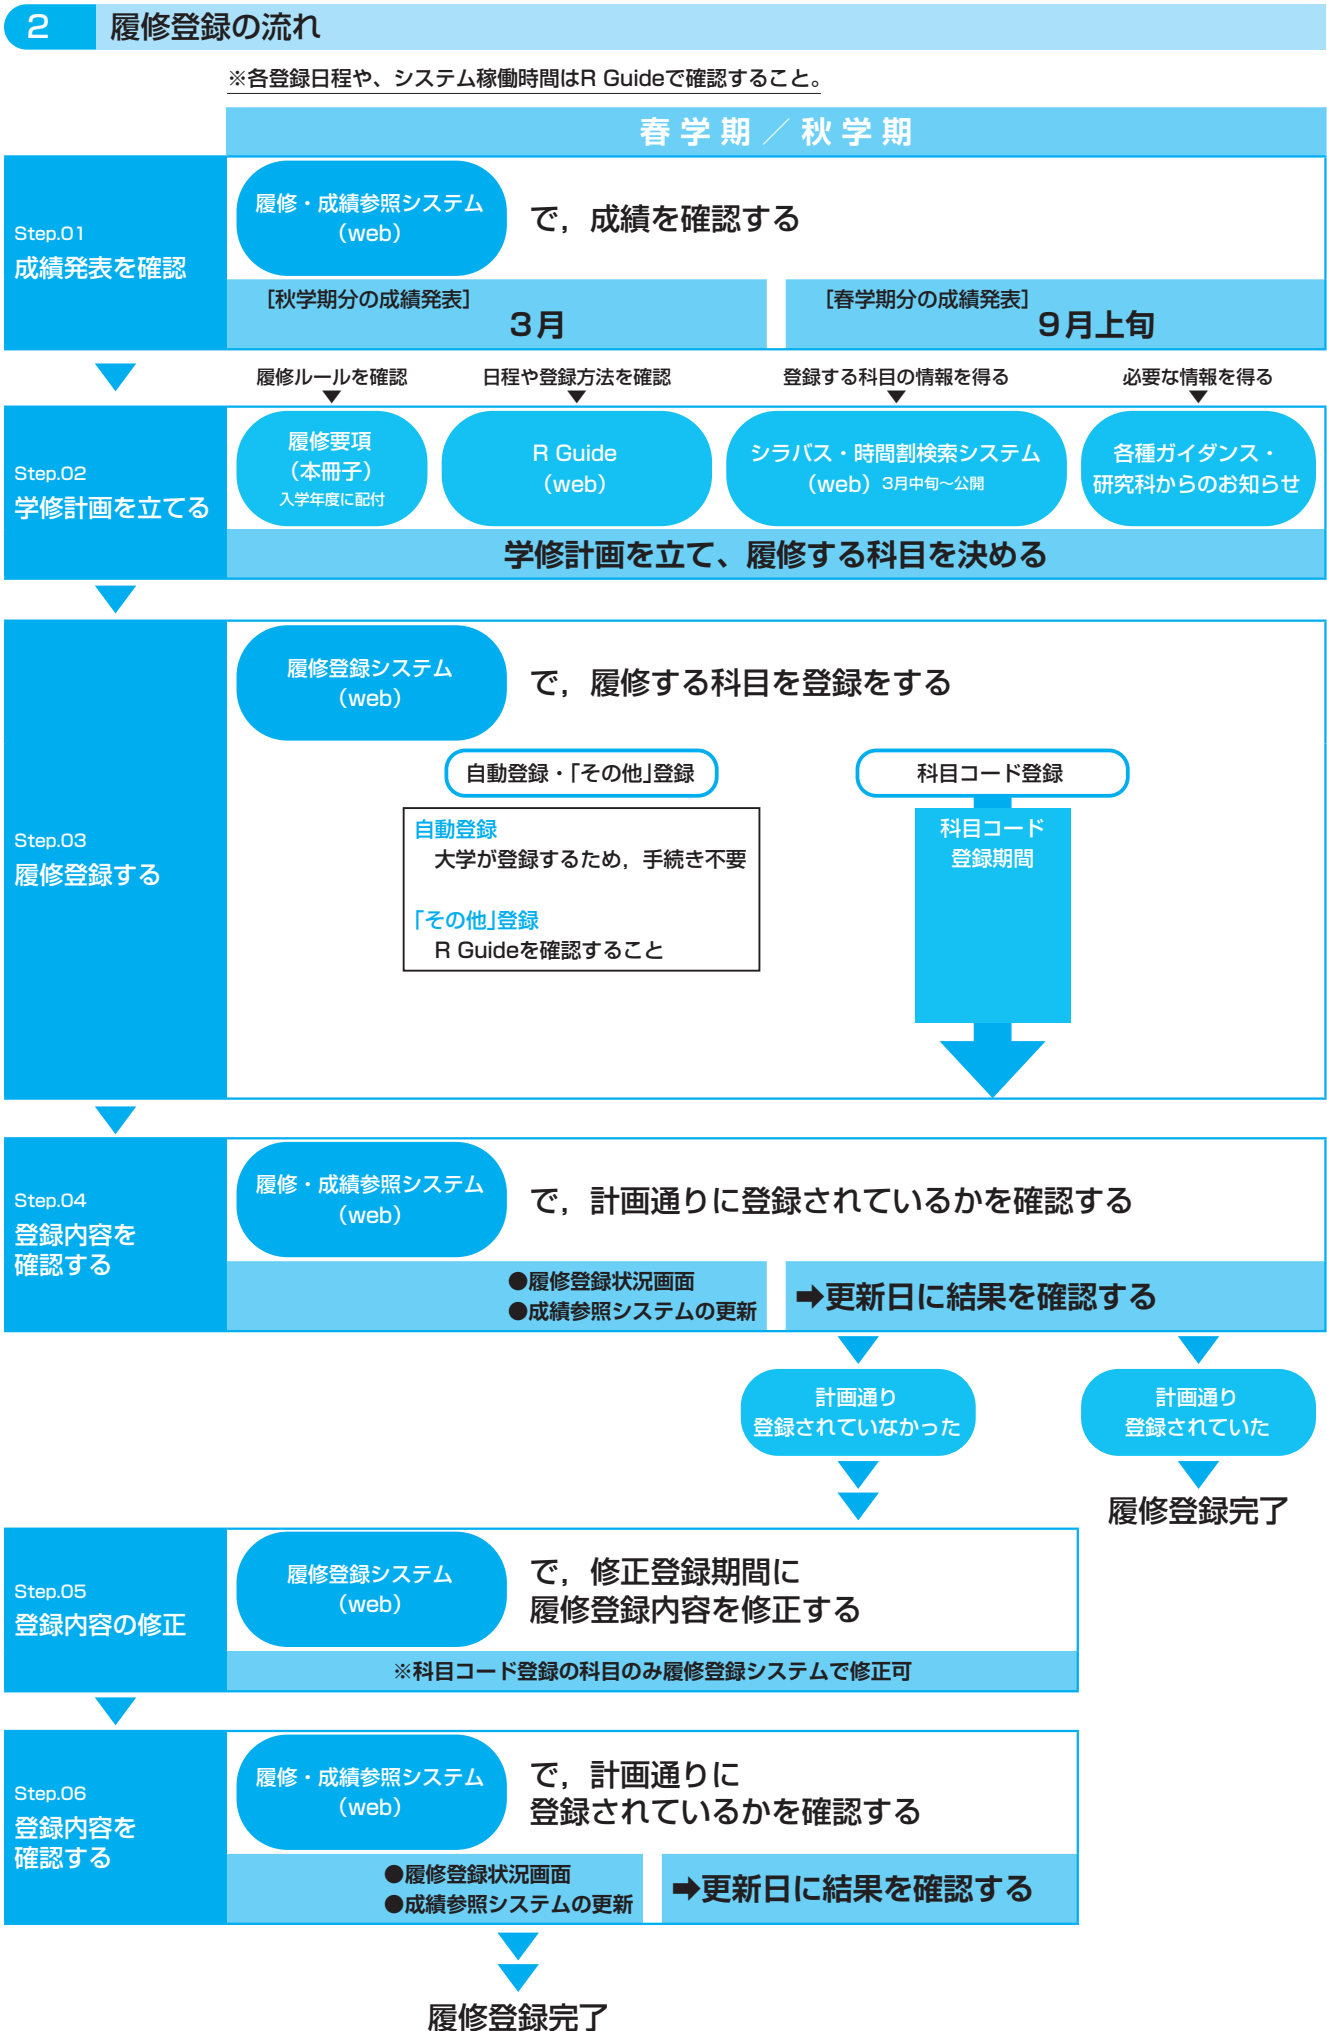 2 履修登録の流れ
※各登録日程や、システム稼働時間はR Guideで確認すること。
春学期／秋学期
Step.01
成績発表を確認
履修・成績参照システム
（web）
で，成績を確認する
［秋学期分の成績発表］
3月
［春学期分の成績発表］
9月上旬
履修ルールを確認
日程や登録方法を確認
登録する科目の情報を得る
必要な情報を得る
Step.02
学修計画を立てる
履修要項
（本冊子）
入学年度に配付
R Guide
（web）
シラバス・時間割検索システム
（web）3月中旬～公開
各種ガイダンス・
研究科からのお知らせ
学修計画を立て、履修する科目を決める
Step.03
履修登録する
履修登録システム
（web）
で，履修する科目を登録をする
自動登録・「その他」登録
自動登録
大学が登録するため，手続き不要
「その他」登録
R Guideを確認すること
科目コード登録
科目コード
登録期間
Step.04
登録内容を
確認する
履修・成績参照システム
（web）
で，計画通りに登録されているかを確認する
●履修登録状況画面
●成績参照システムの更新
➡更新日に結果を確認する
計画通り
登録されていなかった
計画通り
登録されていた
履修登録完了
Step.05
登録内容の修正
履修登録システム
（web）
で，修正登録期間に
履修登録内容を修正する
※科目コード登録の科目のみ履修登録システムで修正可
Step.06
登録内容を
確認する
履修・成績参照システム
（web）
で，計画通りに
登録されているかを確認する
●履修登録状況画面
●成績参照システムの更新
➡更新日に結果を確認する
履修登録完了